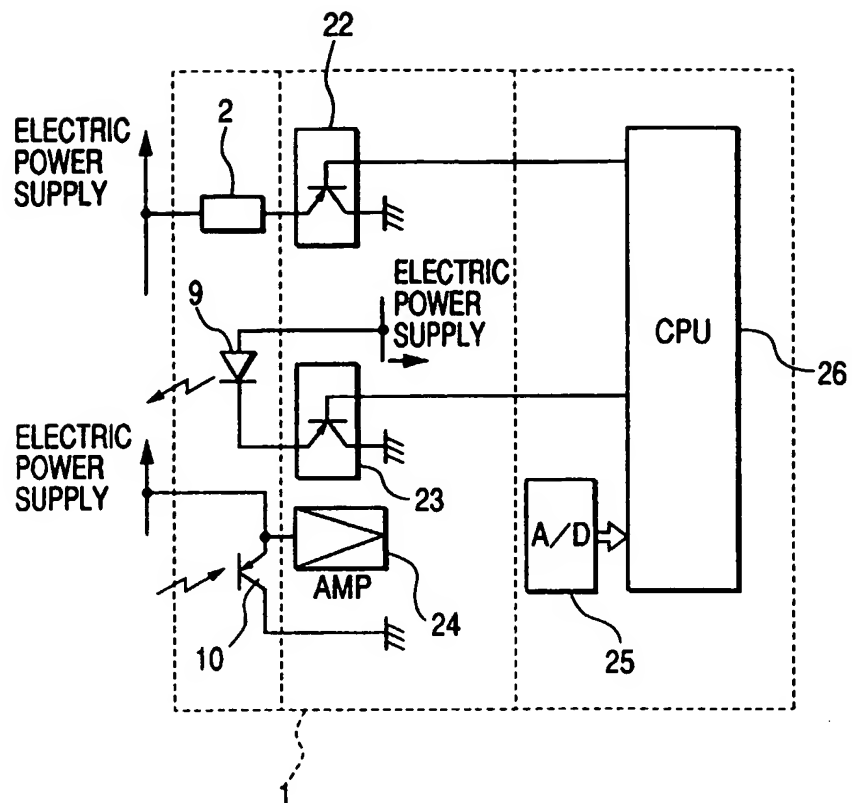 22
2
ELECTRIC
POWER
SUPPLY
ELECTRIC
POWER
SUPPLY
9
CPU
26
ELECTRIC
POWER
SUPPLY
23
A/D
AMP
24
10
25
1